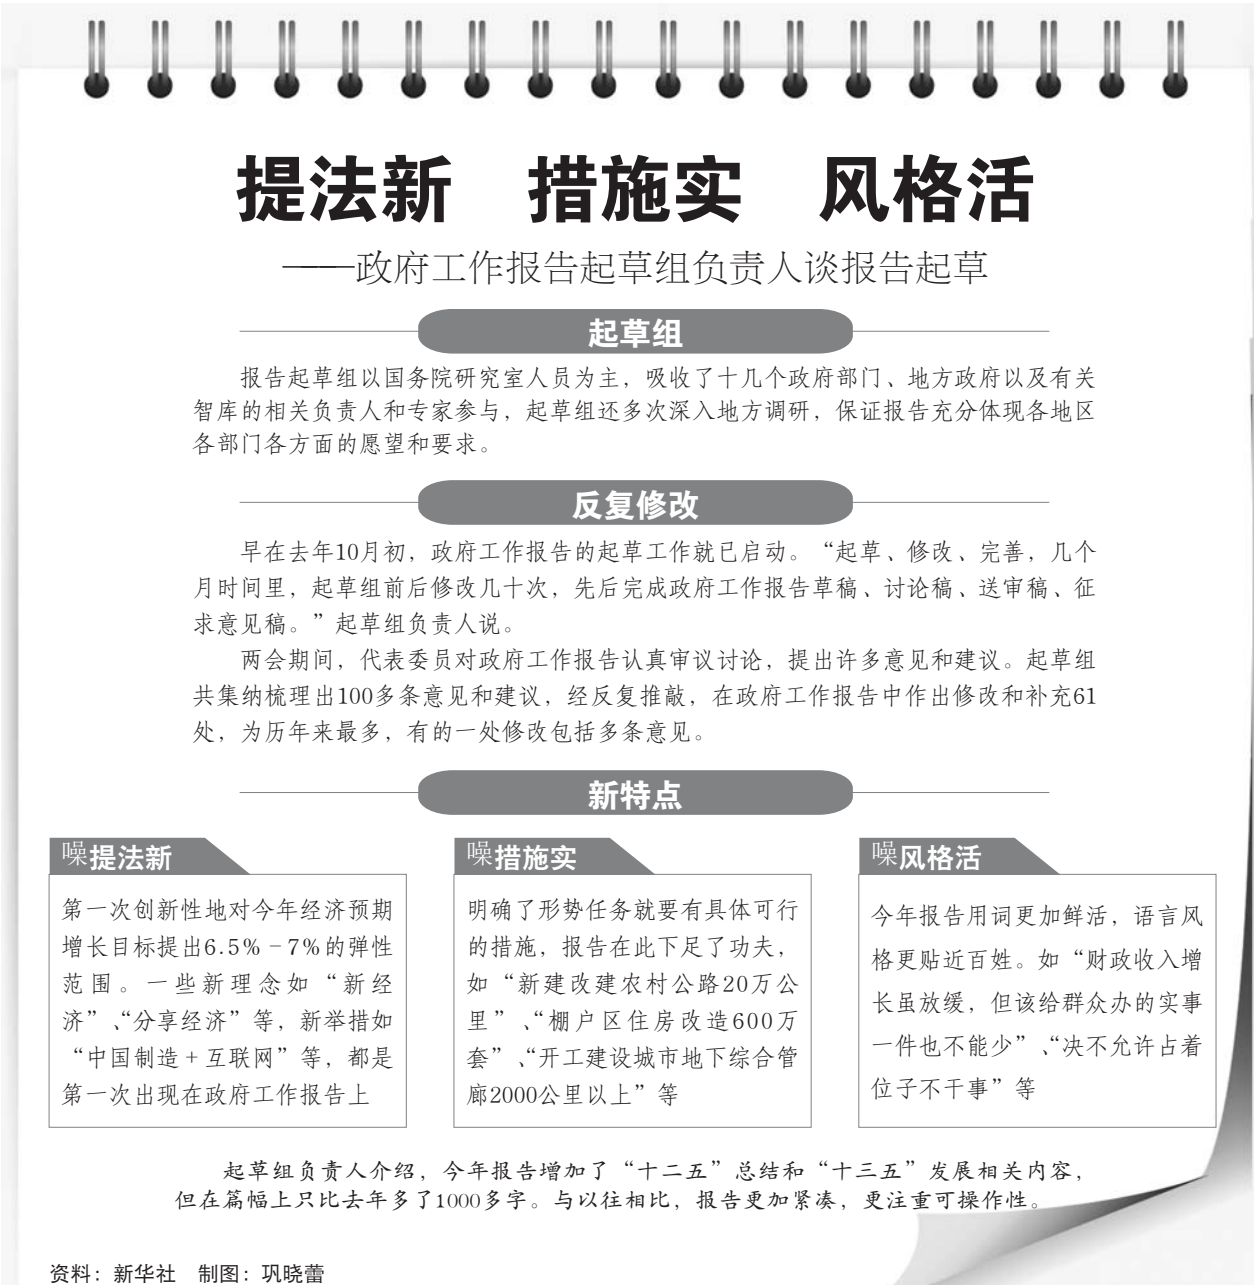 提法新　措施实　风格活
——政府工作报告起草组负责人谈报告起草
起草组
报告起草组以国务院研究室人员为主，吸收了十几个政府部门、地方政府以及有关
智库的相关负责人和专家参与，起草组还多次深入地方调研，保证报告充分体现各地区
各部门各方面的愿望和要求。
反复修改
早在去年10月初，政府工作报告的起草工作就已启动。“起草、修改、完善，几个
月时间里，起草组前后修改几十次，先后完成政府工作报告草稿、讨论稿、送审稿、征
求意见稿。”起草组负责人说。
两会期间，代表委员对政府工作报告认真审议讨论，提出许多意见和建议。起草组
共集纳梳理出100多条意见和建议，经反复推敲，在政府工作报告中作出修改和补充61
处，为历年来最多，有的一处修改包括多条意见。
新特点
噪提法新
第一次创新性地对今年经济预期
增长目标提出6.5%－7%的弹性
范围。一些新理念如“新经
济”、“分享经济”等，新举措如
“中国制造＋互联网”等，都是
第一次出现在政府工作报告上
噪措施实
明确了形势任务就要有具体可行
的措施，报告在此下足了功夫，
如“新建改建农村公路20万公
里”、“棚户区住房改造600万
套”、“开工建设城市地下综合管
廊2000公里以上”等
噪风格活
今年报告用词更加鲜活，语言风
格更贴近百姓。如“财政收入增
长虽放缓，但该给群众办的实事
一件也不能少”、“决不允许占着
位子不干事”等
起草组负责人介绍，今年报告增加了“十二五”总结和“十三五”发展相关内容，
但在篇幅上只比去年多了1000多字。与以往相比，报告更加紧凑，更注重可操作性。
资料：新华社　制图：巩晓蕾